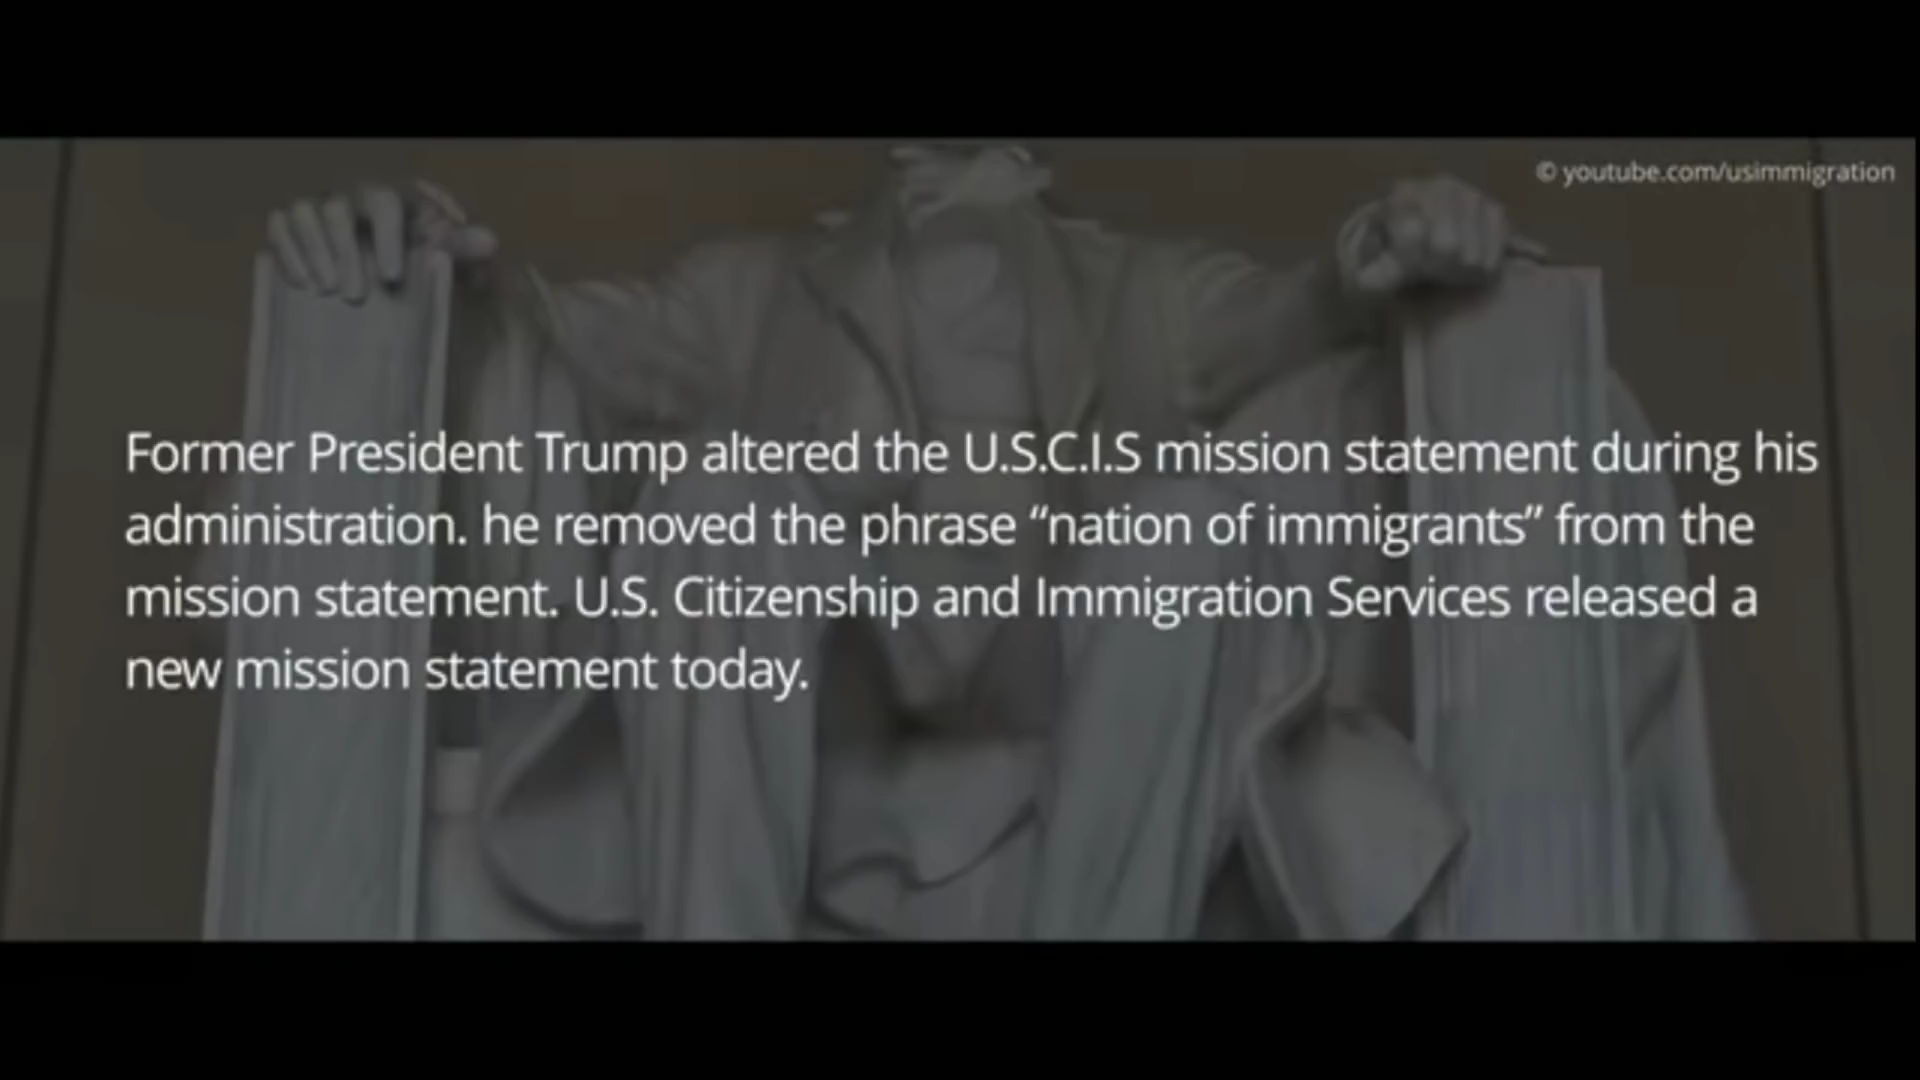 © youtube.com/usimmigration
Former President Trump altered the U.S.C.I.S mission statement during his
administration. he removed the phrase “nation of immigrants” from the
mission statement. U.S. Citizenship and Immigration Services released a
new mission statement today.